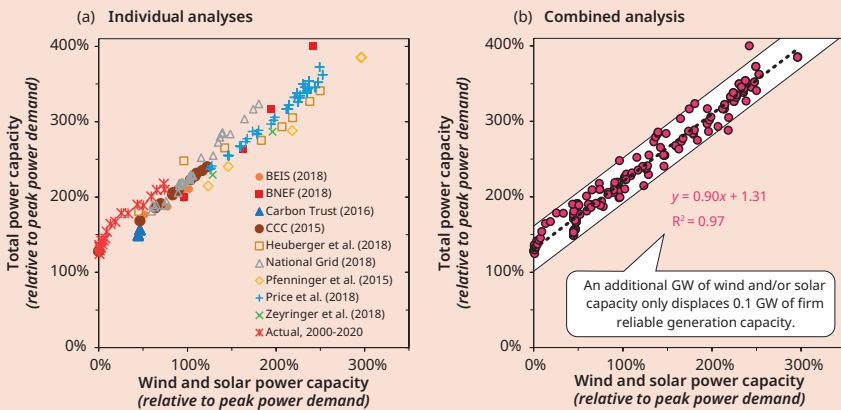 (a) Individual analyses
Total power capacity
(relative to peak power demand)
400%
300%
200%
100%
0%
0%
100%
200%
300%
Wind and solar power capacity
(relative to peak power demand)
BEIS (2018)
BNEF (2018)
Carbon Trust (2016)
CCC (2015)
Heuberger et al. (2018)
National Grid (2018)
Pfenninger et al. (2015)
Price et al. (2018)
Zeyringer et al. (2018)
Actual, 2000-2020
(b) Combined analysis
Total power capacity
(relative to peak power demand)
400%
300%
200%
100%
0%
0%
100%
200%
300%
Wind and solar power capacity
(relative to peak power demand)
y = 0.90x + 1.31
R² = 0.97
An additional GW of wind and/or solar
capacity only displaces 0.1 GW of firm
reliable generation capacity.